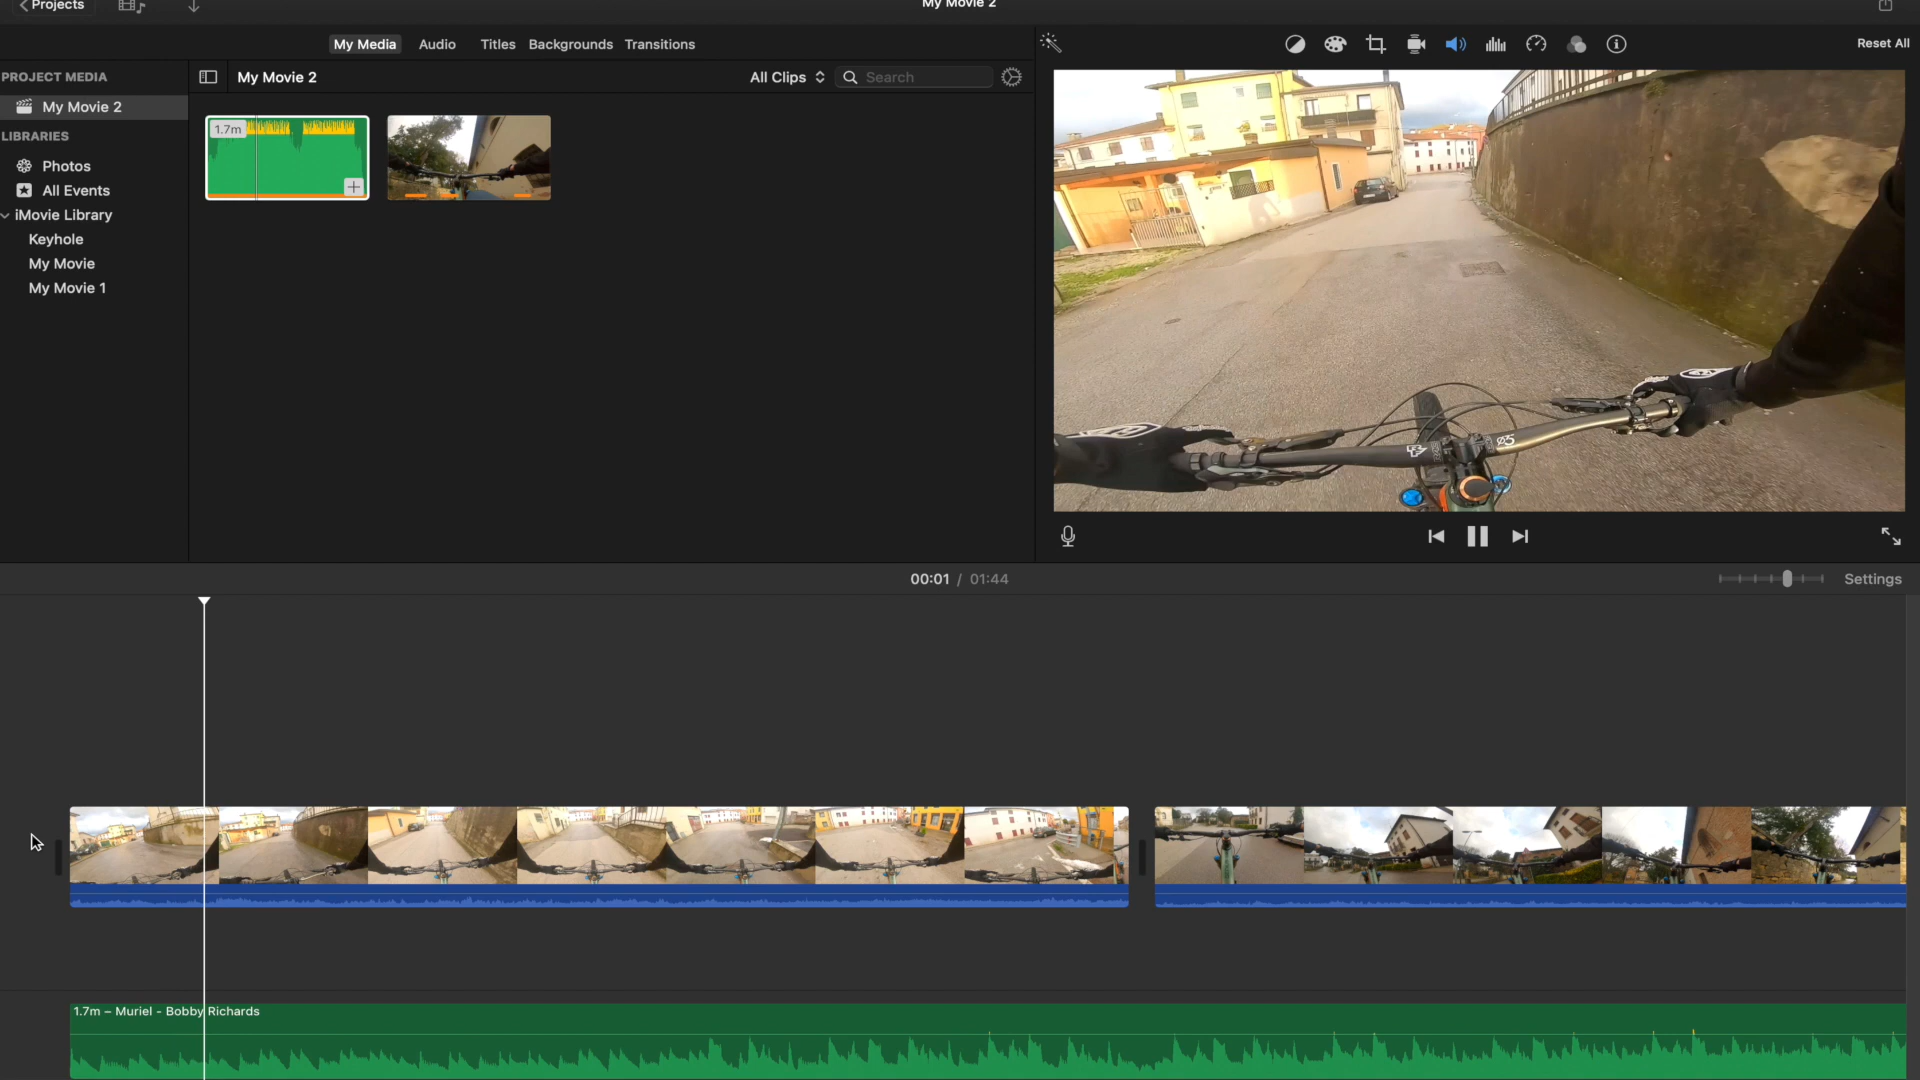 Projects
My Movie 2
My Media
Audio
Titles
Backgrounds
Transitions
Reset All
PROJECT MEDIA
My Movie 2
All Clips
Search
My Movie 2
LIBRARIES
1.7m
Photos
All Events
iMovie Library
Keyhole
My Movie
My Movie 1
00:01 / 01:44
Settings
1.7m – Muriel - Bobby Richards